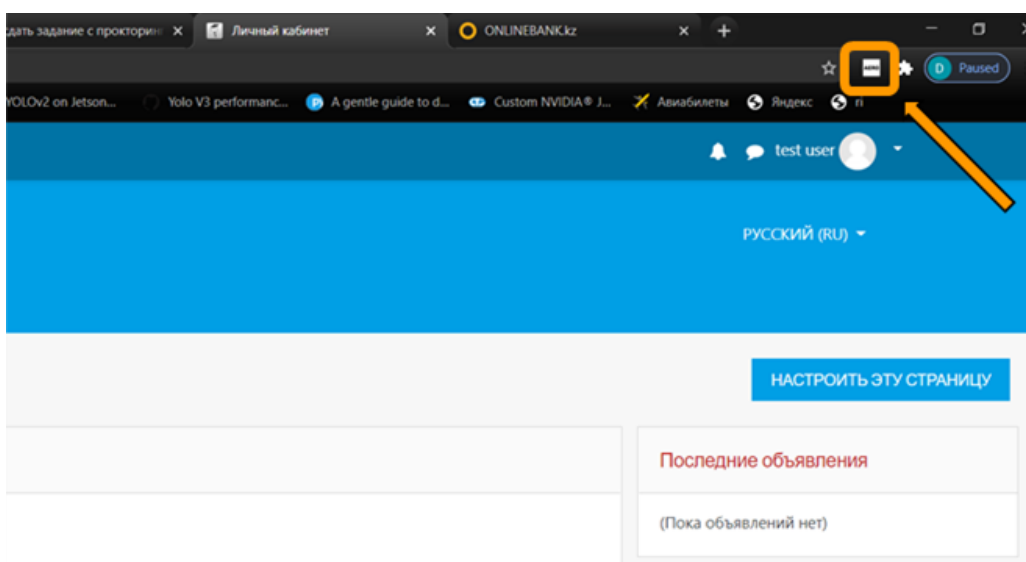 дать задание с проктори
Личный кабинет
ONLINEBANK.kz
D Paused
YOLOv2 on Jetson...
Yolo V3 performanc...
A gentle guide to d...
Custom NVIDIA® J...
Авиабилеты
Яндекс
ri
test user
РУССКИЙ (RU)
НАСТРОИТЬ ЭТУ СТРАНИЦУ
Последние объявления
(Пока объявлений нет)